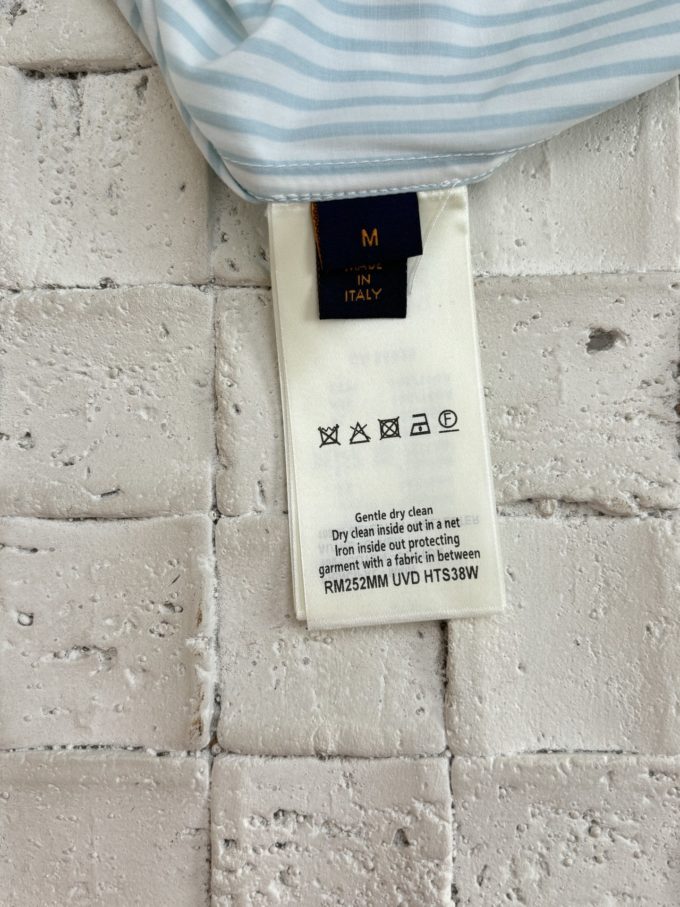 M
MADE
IN
ITALY
F
Gentle dry clean
Dry clean inside out in a net
Iron inside out protecting
garment with a fabric in between
RM252MM UVD HTS38W